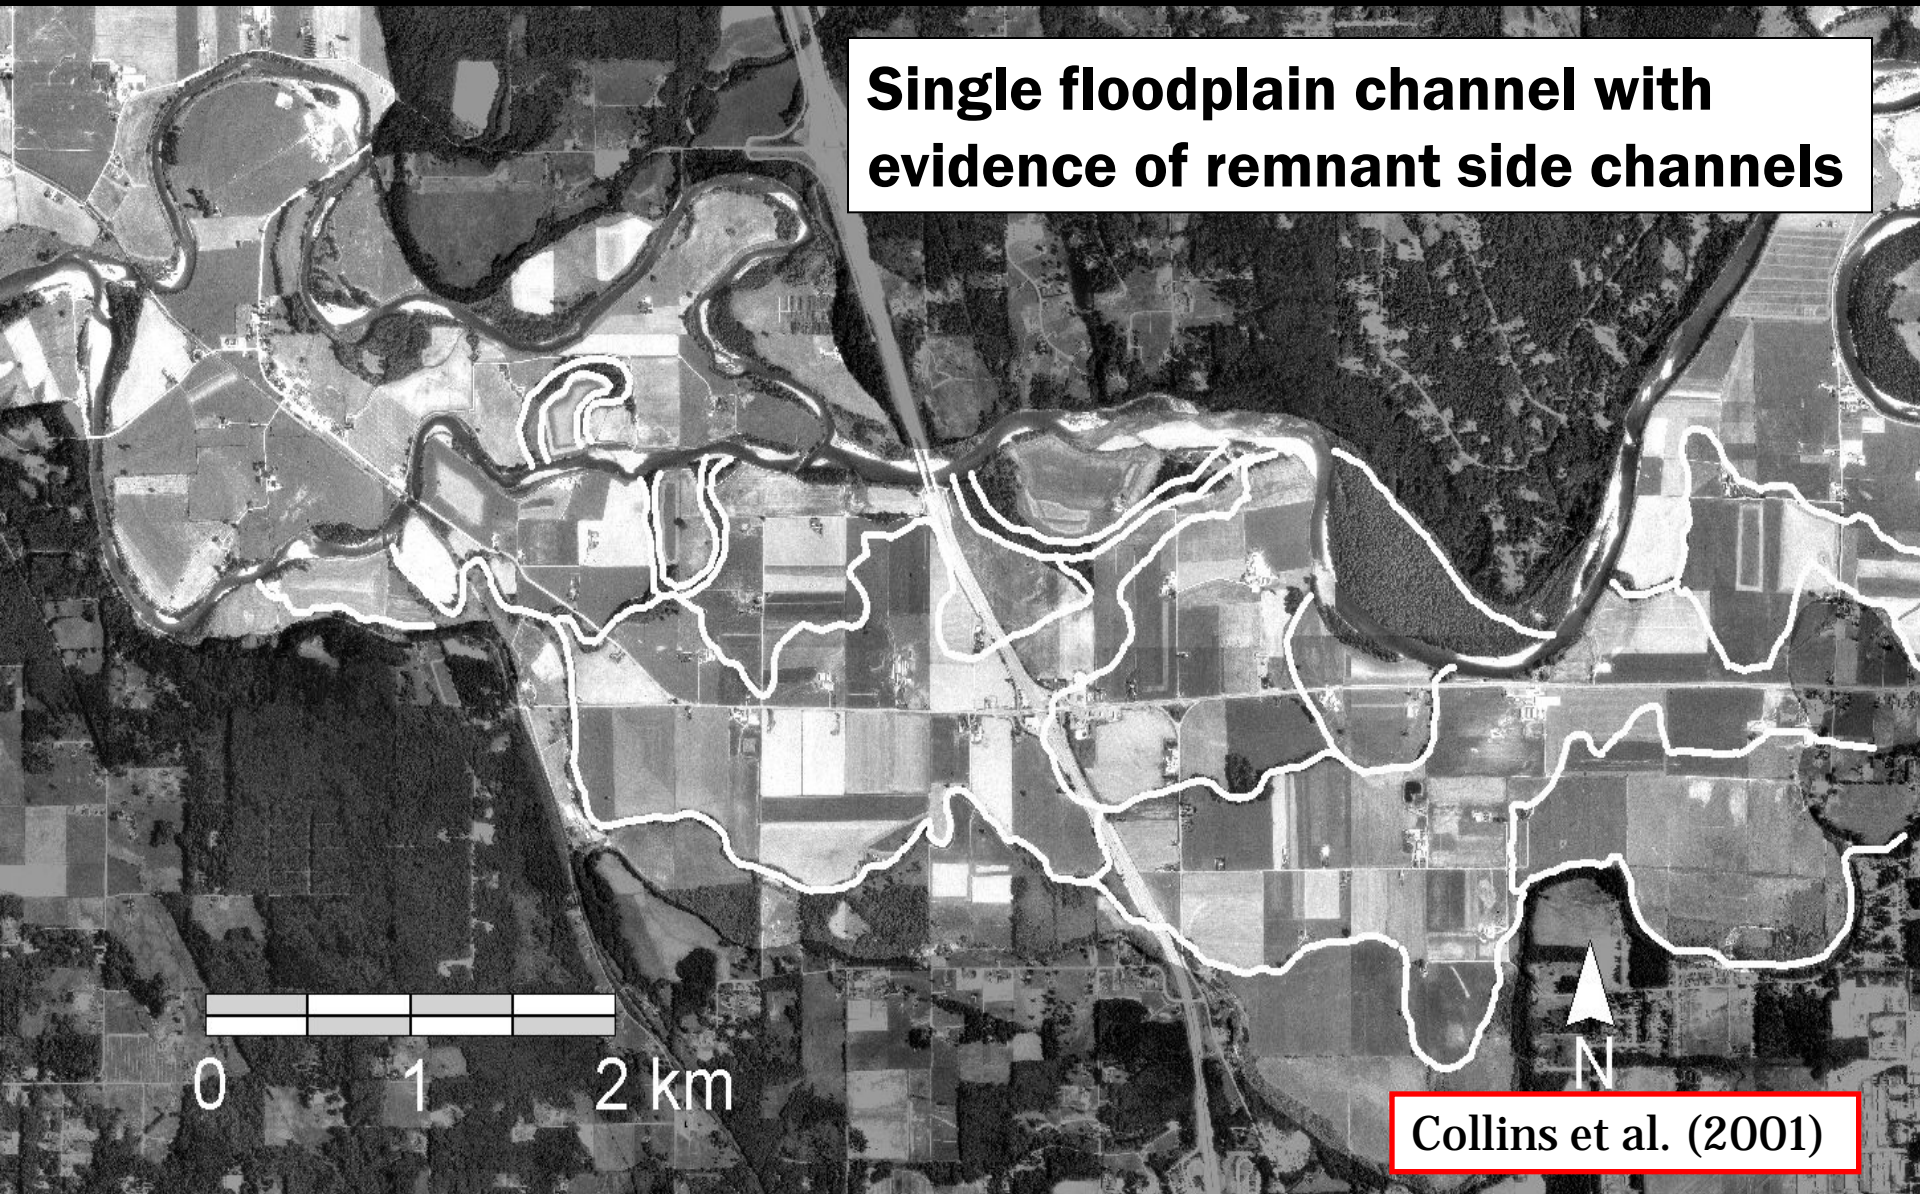 Single floodplain channel with
evidence of remnant side channels
0 1 2 km
N
Collins et al. (2001)